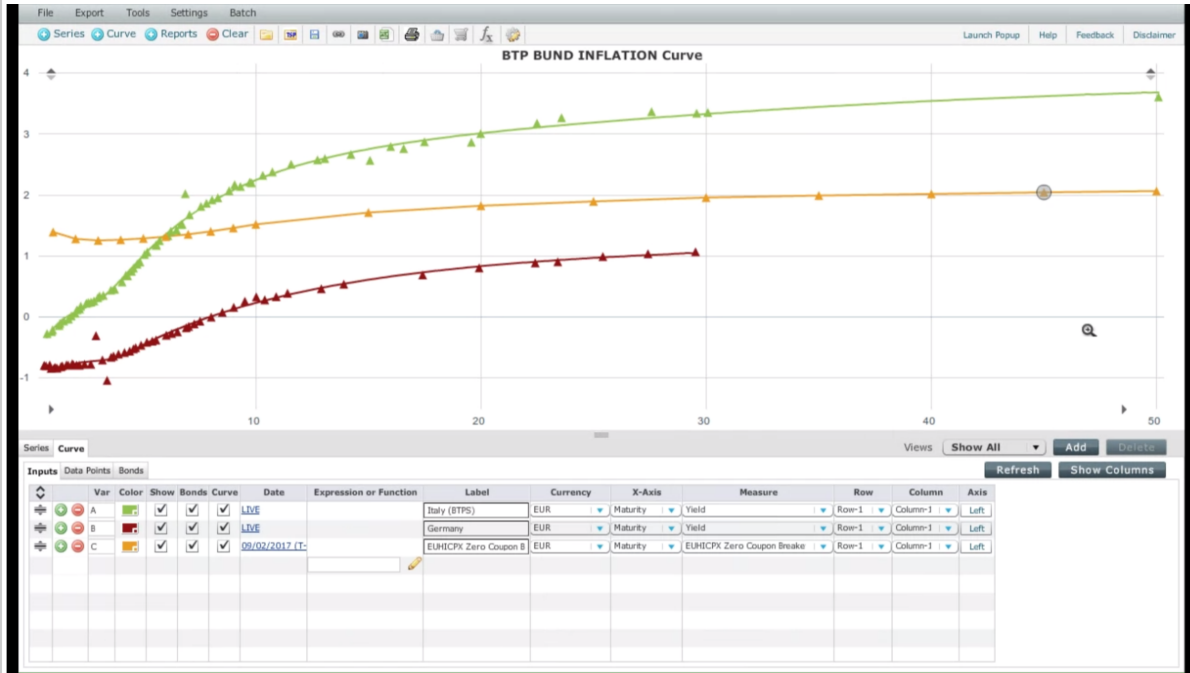 File Export Tools Settings Batch
Series Curve Reports Clear TSP fx Launch Popup Help Feedback Disclaimer
BTP BUND INFLATION Curve
4
3
2
1
0
-1
10 20 30 40 50
Series Curve Views Show All Add Delete
Inputs Data Points Bonds Refresh Show Columns
Var Color Show Bonds Curve Date Expression or Function Label Currency X-Axis Measure Row Column Axis
A LIVE Italy (BTPS) EUR Maturity Yield Row-1 Column-1 Left
B LIVE Germany EUR Maturity Yield Row-1 Column-1 Left
C 09/02/2017 (T- EUHICPX Zero Coupon B EUR Maturity EUHICPX Zero Coupon Breake Row-1 Column-1 Left